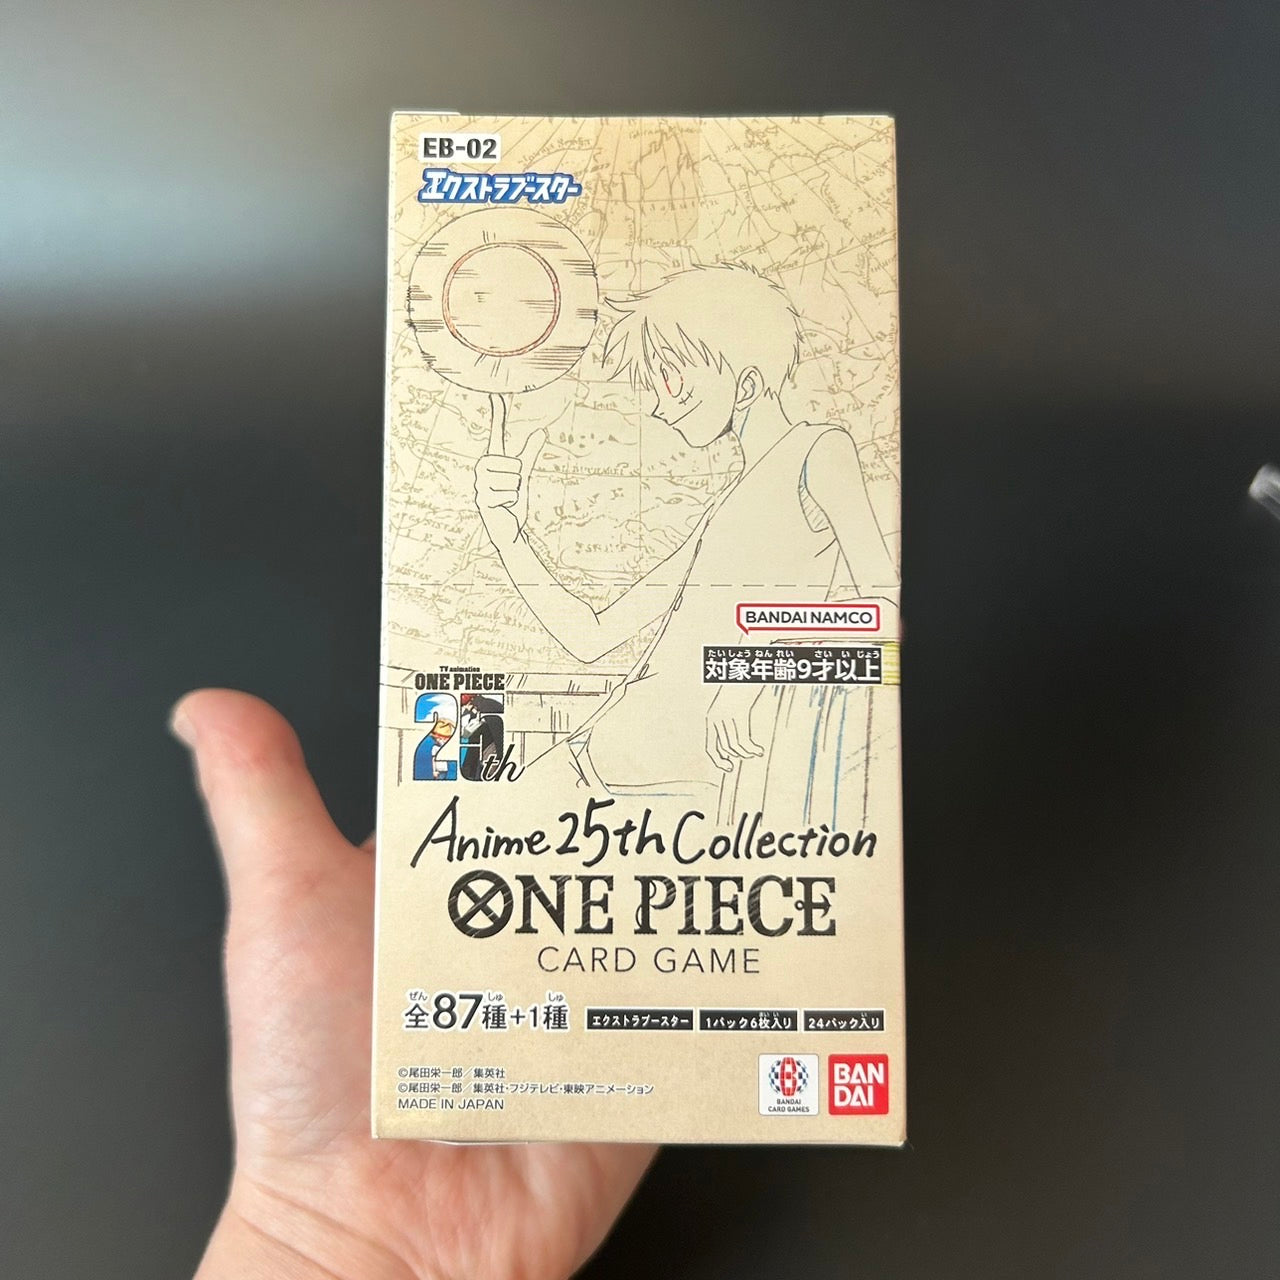 EB-02
エクストラブースター
BANDAI NAMCO
たいしょうねんれい さいいじょう
対象年齢9才以上
TV animation
ONE PIECE
25th
Anime 25th Collection
ONE PIECE
CARD GAME
ぜん しゅ しゅ
全87種+1種
エクストラブースター
まい い
1パック6枚入り
い
24パック入り
©尾田栄一郎/集英社
©尾田栄一郎/集英社・フジテレビ・東映アニメーション
MADE IN JAPAN
BANDAI
CARD GAMES
BAN
DAI